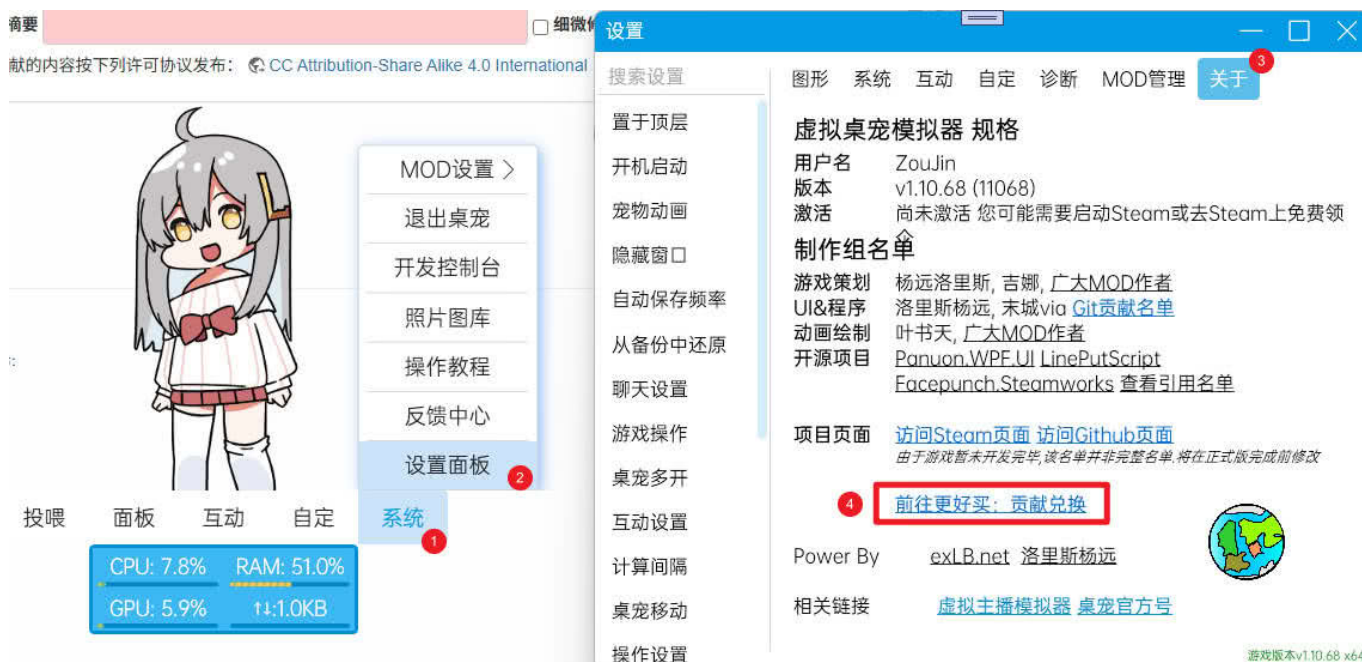 摘要
细微修
献的内容按下列许可协议发布： CC Attribution-Share Alike 4.0 International
MOD设置
退出桌宠
开发控制台
照片图库
操作教程
反馈中心
设置面板
2
投喂 面板 互动 自定 系统
1
CPU: 7.8% RAM: 51.0%
GPU: 5.9% ↑↓:1.0KB
设置
搜索设置
置于顶层
开机启动
宠物动画
隐藏窗口
自动保存频率
从备份中还原
聊天设置
游戏操作
桌宠多开
互动设置
计算间隔
桌宠移动
操作设置
图形 系统 互动 自定 诊断 MOD管理 关于
3
虚拟桌宠模拟器 规格
用户名 ZouJin
版本 v1.10.68 (11068)
激活 尚未激活 您可能需要启动Steam或去Steam上免费领
制作组名单
游戏策划 杨远洛里斯, 吉娜, 广大MOD作者
UI&程序 洛里斯杨远, 末城via Git贡献名单
动画绘制 叶书天, 广大MOD作者
开源项目 Panuon.WPF.UI LinePutScript
Facepunch.Steamworks 查看引用名单
项目页面 访问Steam页面 访问Github页面
由于游戏暂未开发完毕,该名单并非完整名单.将在正式版完成前修改
4 前往更好买：贡献兑换
Power By exLB.net 洛里斯杨远
相关链接 虚拟主播模拟器 桌宠官方号
游戏版本v1.10.68 x64